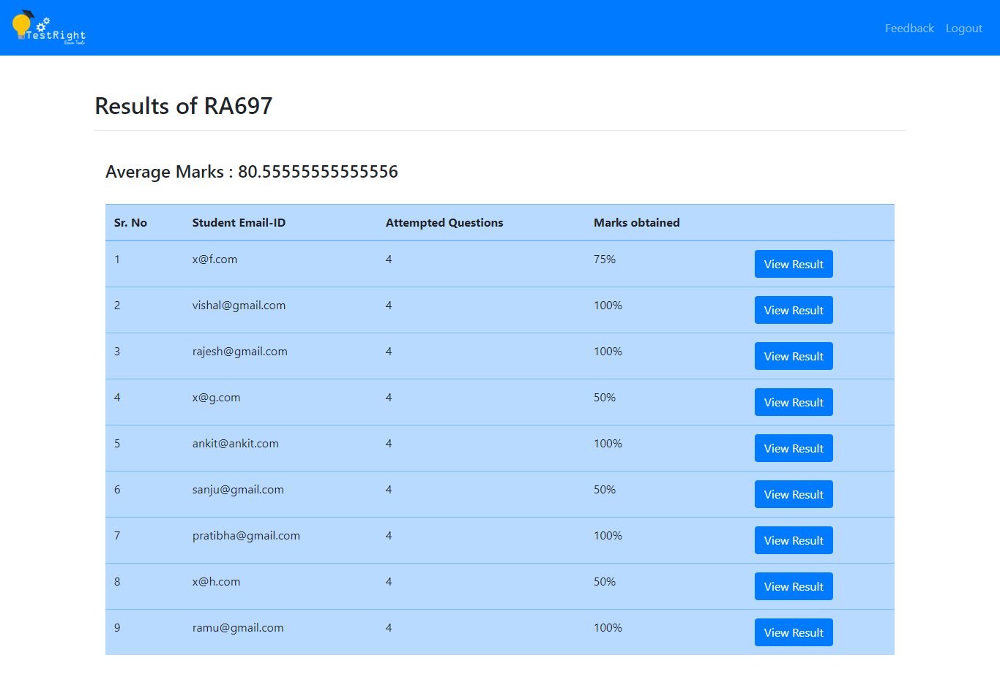 TestRight
Exam Tools
Feedback Logout
Results of RA697
Average Marks : 80.55555555555556
Sr. No Student Email-ID Attempted Questions Marks obtained
1 x@f.com 4 75% View Result
2 vishal@gmail.com 4 100% View Result
3 rajesh@gmail.com 4 100% View Result
4 x@g.com 4 50% View Result
5 ankit@ankit.com 4 100% View Result
6 sanju@gmail.com 4 50% View Result
7 pratibha@gmail.com 4 100% View Result
8 x@h.com 4 50% View Result
9 ramu@gmail.com 4 100% View Result